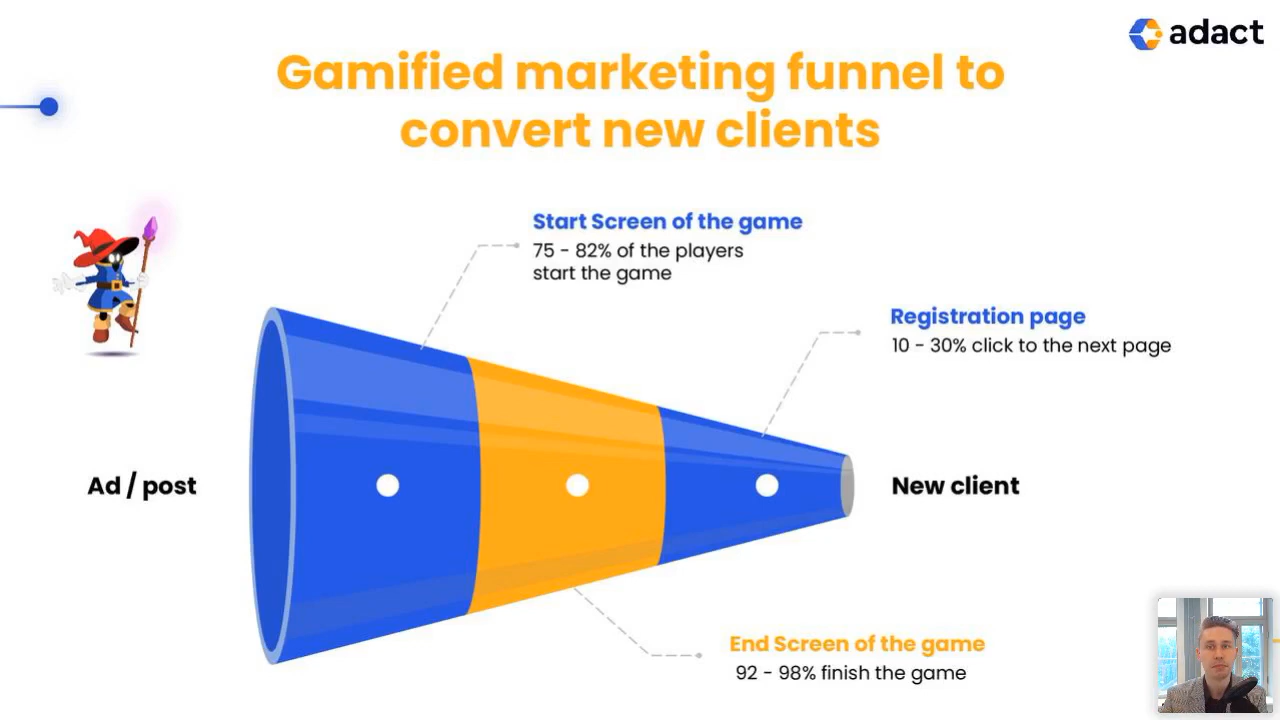 adact
Gamified marketing funnel to
convert new clients
Start Screen of the game
75 - 82% of the players
start the game
Registration page
10 - 30% click to the next page
Ad / post
New client
End Screen of the game
92 - 98% finish the game